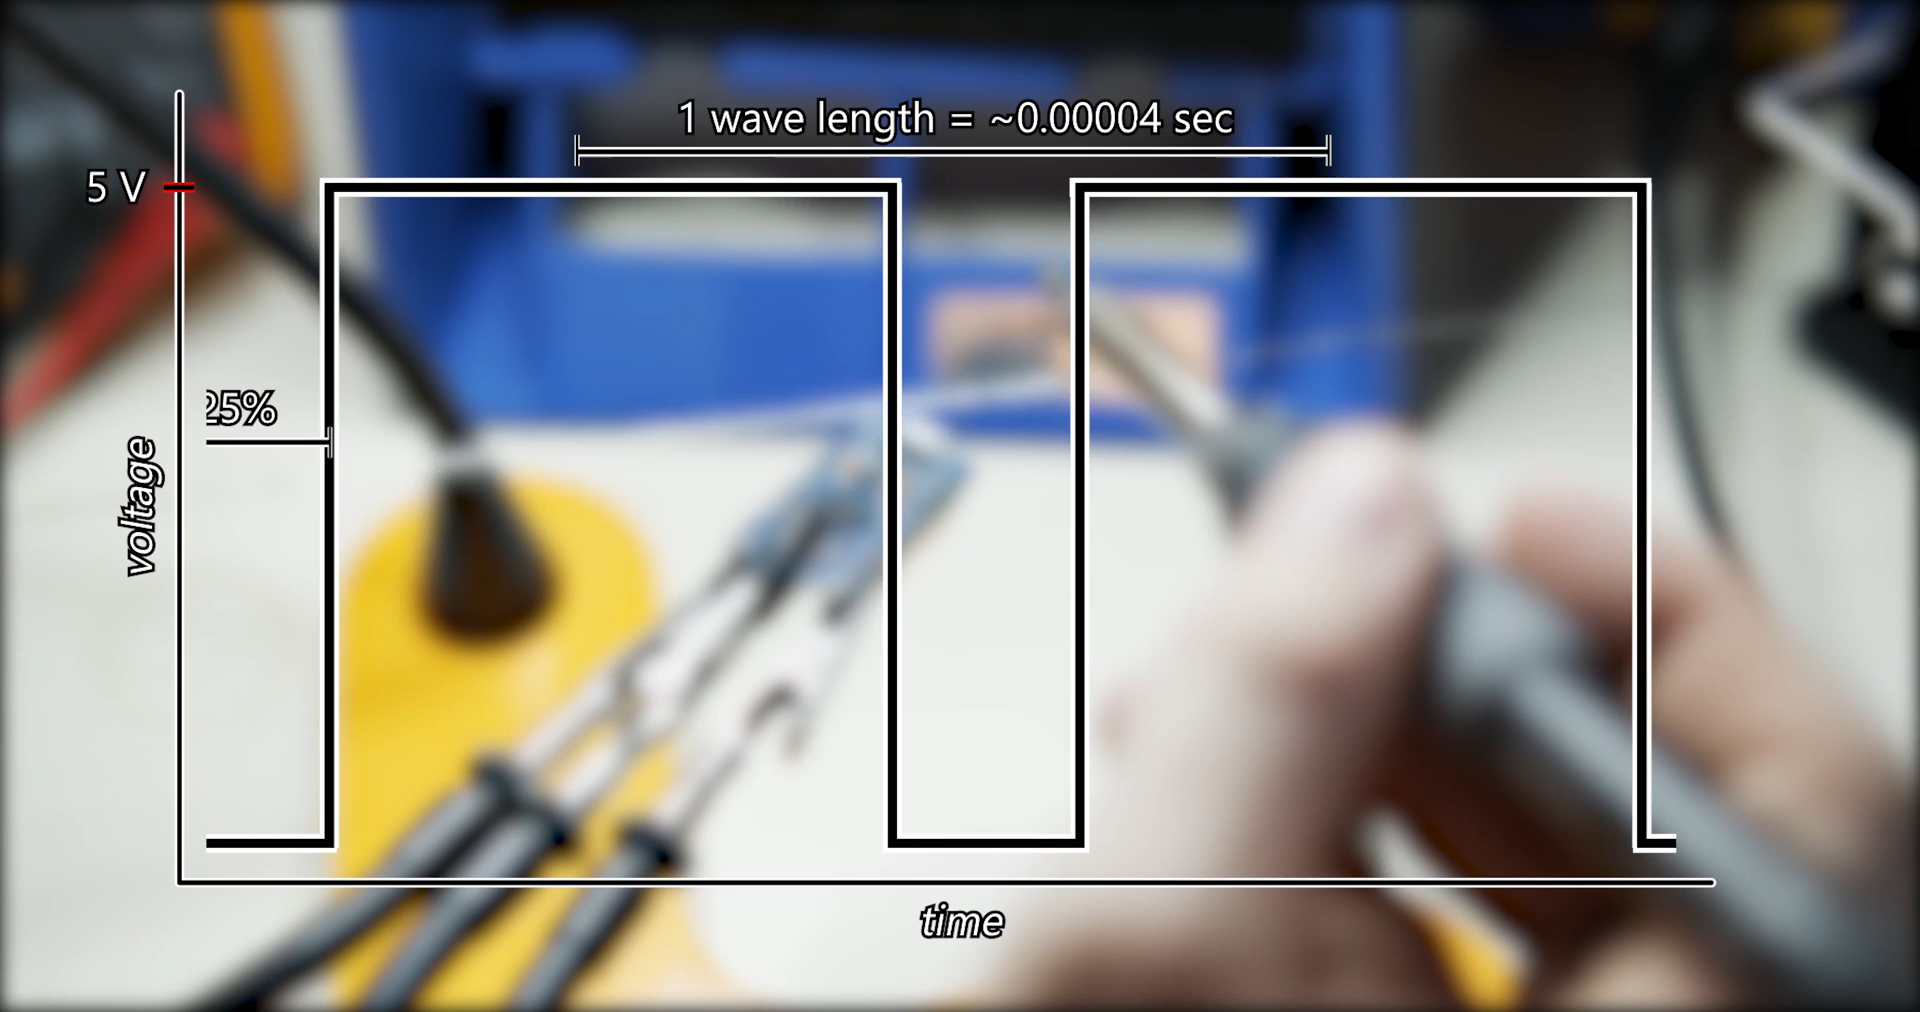 1 wave length = ~0.00004 sec
5 V
25%
voltage
time